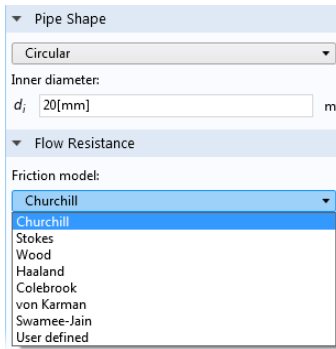 Pipe Shape
Circular
Inner diameter:
di 20[mm] m
Flow Resistance
Friction model:
Churchill
Churchill
Stokes
Wood
Haaland
Colebrook
von Karman
Swamee-Jain
User defined